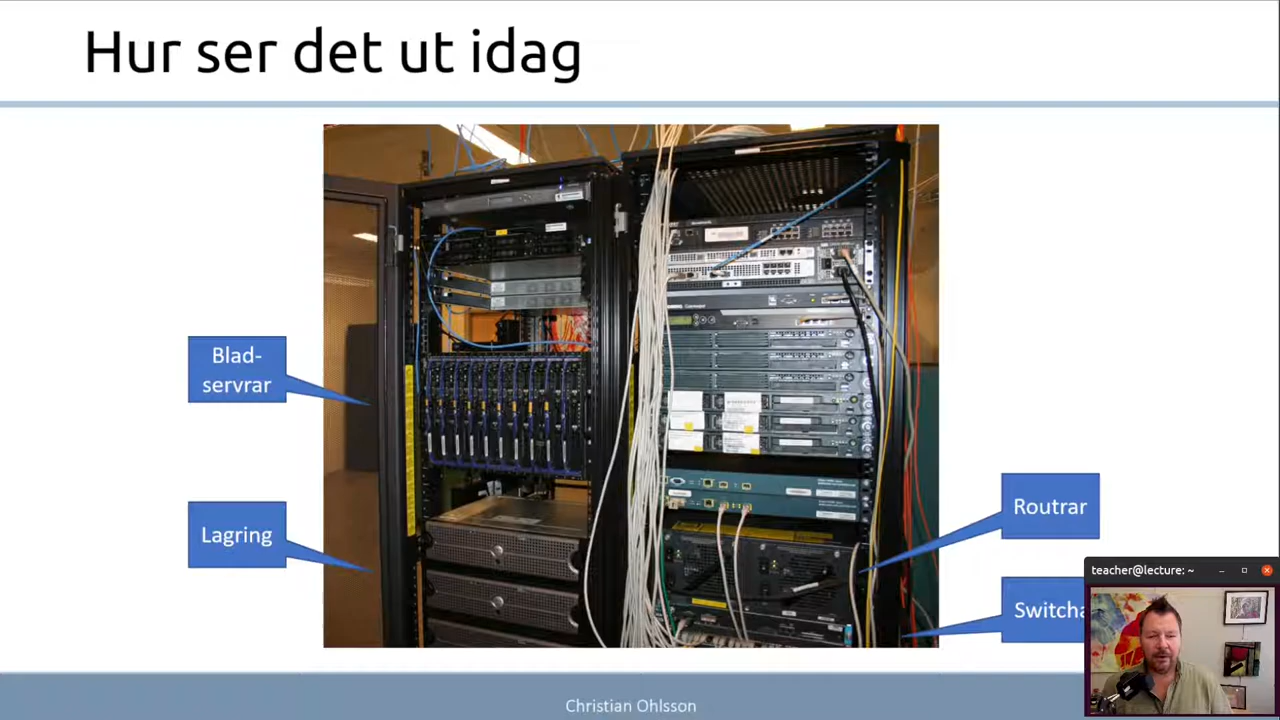 Hur ser det ut idag
Blad-
servrar
Lagring
Routrar
Switcha
teacher@lecture: ~
Christian Ohlsson